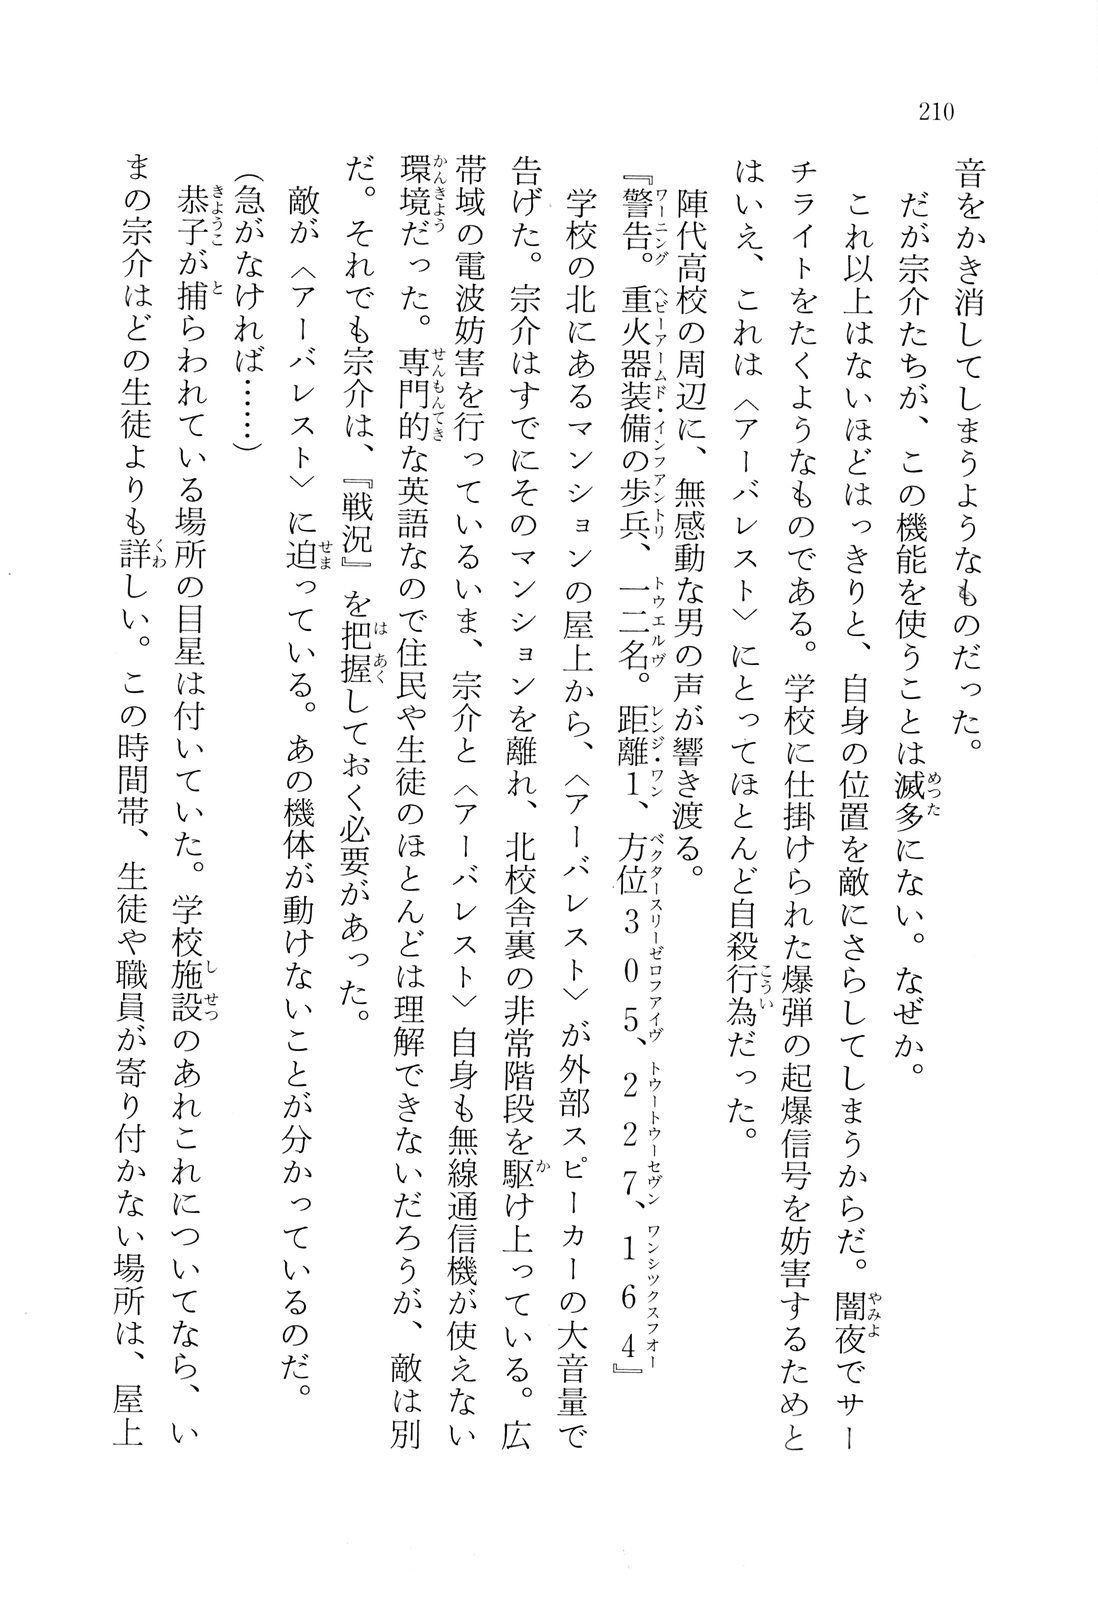 210
音をかき消してしまうようなものだった。
だが宗介たちが、この機能を使うことは滅多にない。なぜか。
これ以上はないほどはっきりと、自身の位置を敵にさらしてしまうからだ。闇夜でサー
チライトをたくようなものである。学校に仕掛けられた爆弾の起爆信号を妨害するためと
はいえ、これは〈アーバレスト〉にとってほとんど自殺行為だった。
陣代高校の周辺に、無感動な男の声が響き渡る。
『警告。重火器装備の歩兵、一二名。距離１、方位３０５、２２７、１６４』
学校の北にあるマンションの屋上から、〈アーバレスト〉が外部スピーカーの大音量で
告げた。宗介はすでにそのマンションを離れ、北校舎裏の非常階段を駆け上っている。広
帯域の電波妨害を行っているいま、宗介と〈アーバレスト〉自身も無線通信機が使えない
環境だった。専門的な英語なので住民や生徒のほとんどは理解できないだろうが、敵は別
だ。それでも宗介は、『戦況』を把握しておく必要があった。
敵が〈アーバレスト〉に迫っている。あの機体が動けないことが分かっているのだ。
（急がなければ……）
恭子が捕らわれている場所の目星は付いていた。学校施設のあれこれについてなら、い
まの宗介はどの生徒よりも詳しい。この時間帯、生徒や職員が寄り付かない場所は、屋上